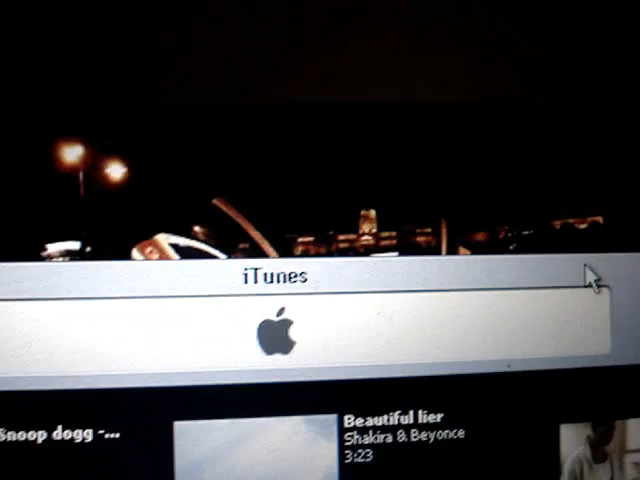 iTunes
Snoop dogg -...
Beautiful lier
Shakira & Beyonce
3:23